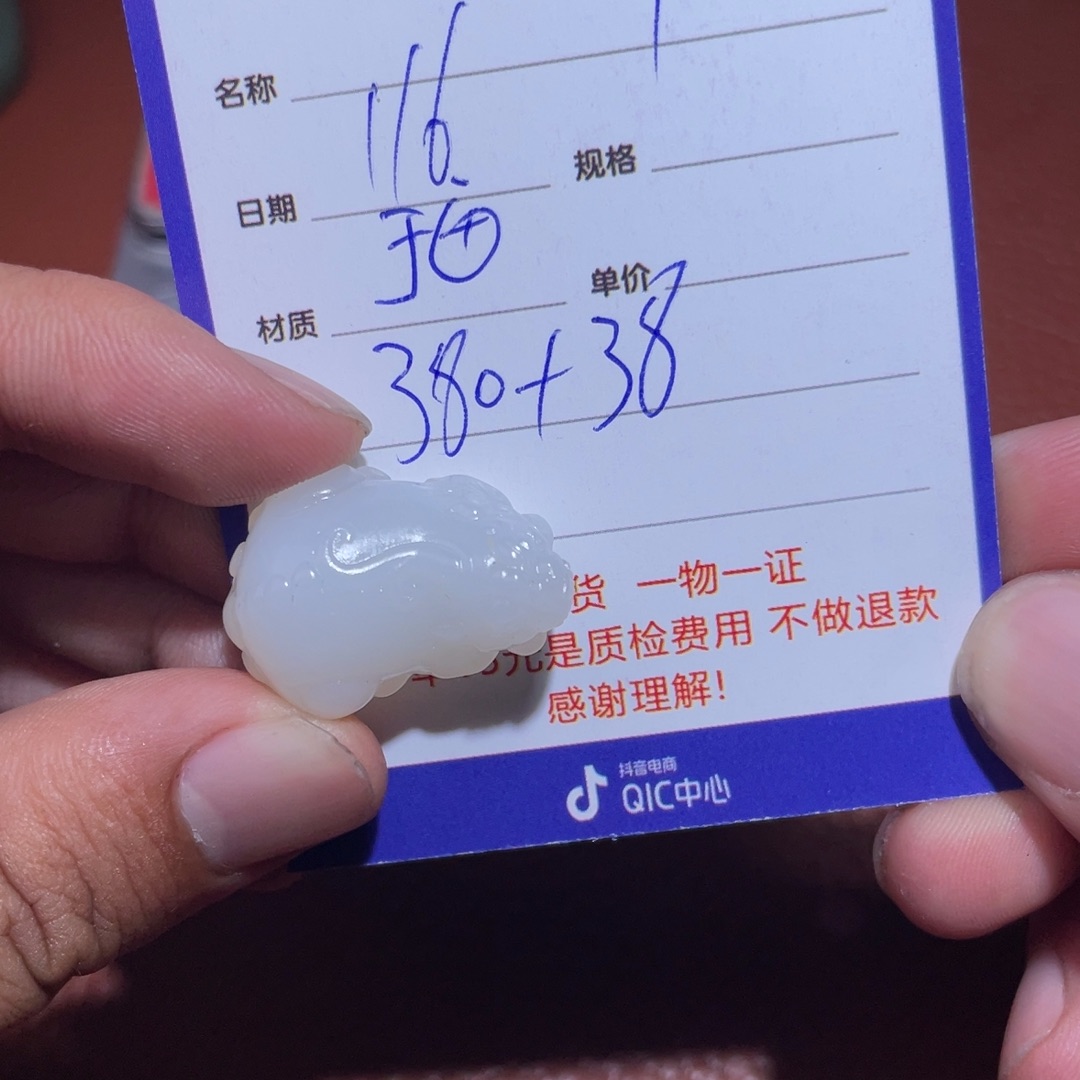 名称
116.
日期 规格
于田
材质 单价
380+38
货 一物一证
元是质检费用 不做退款
感谢理解!
抖音电商
QIC中心